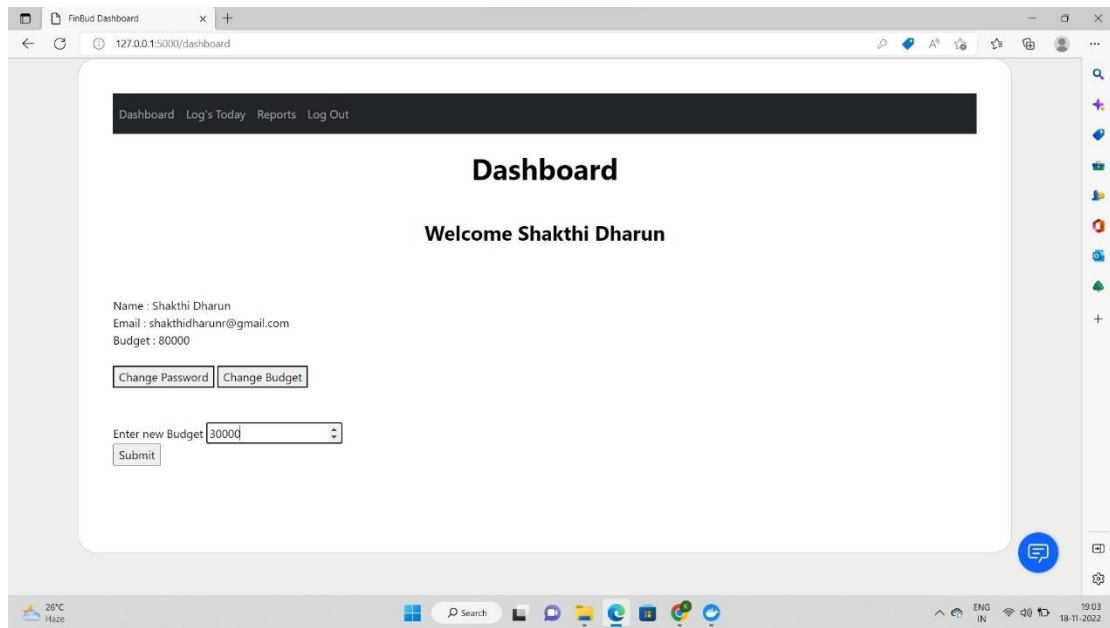 FinBud Dashboard
127.0.0.1:5000/dashboard
Dashboard Log's Today Reports Log Out
Dashboard
Welcome Shakthi Dharun
Name : Shakthi Dharun
Email : shakthidharunr@gmail.com
Budget : 80000
Change Password Change Budget
Enter new Budget 30000
Submit
26°C
Haze
Search
ENG
IN
19:03
18-11-2022